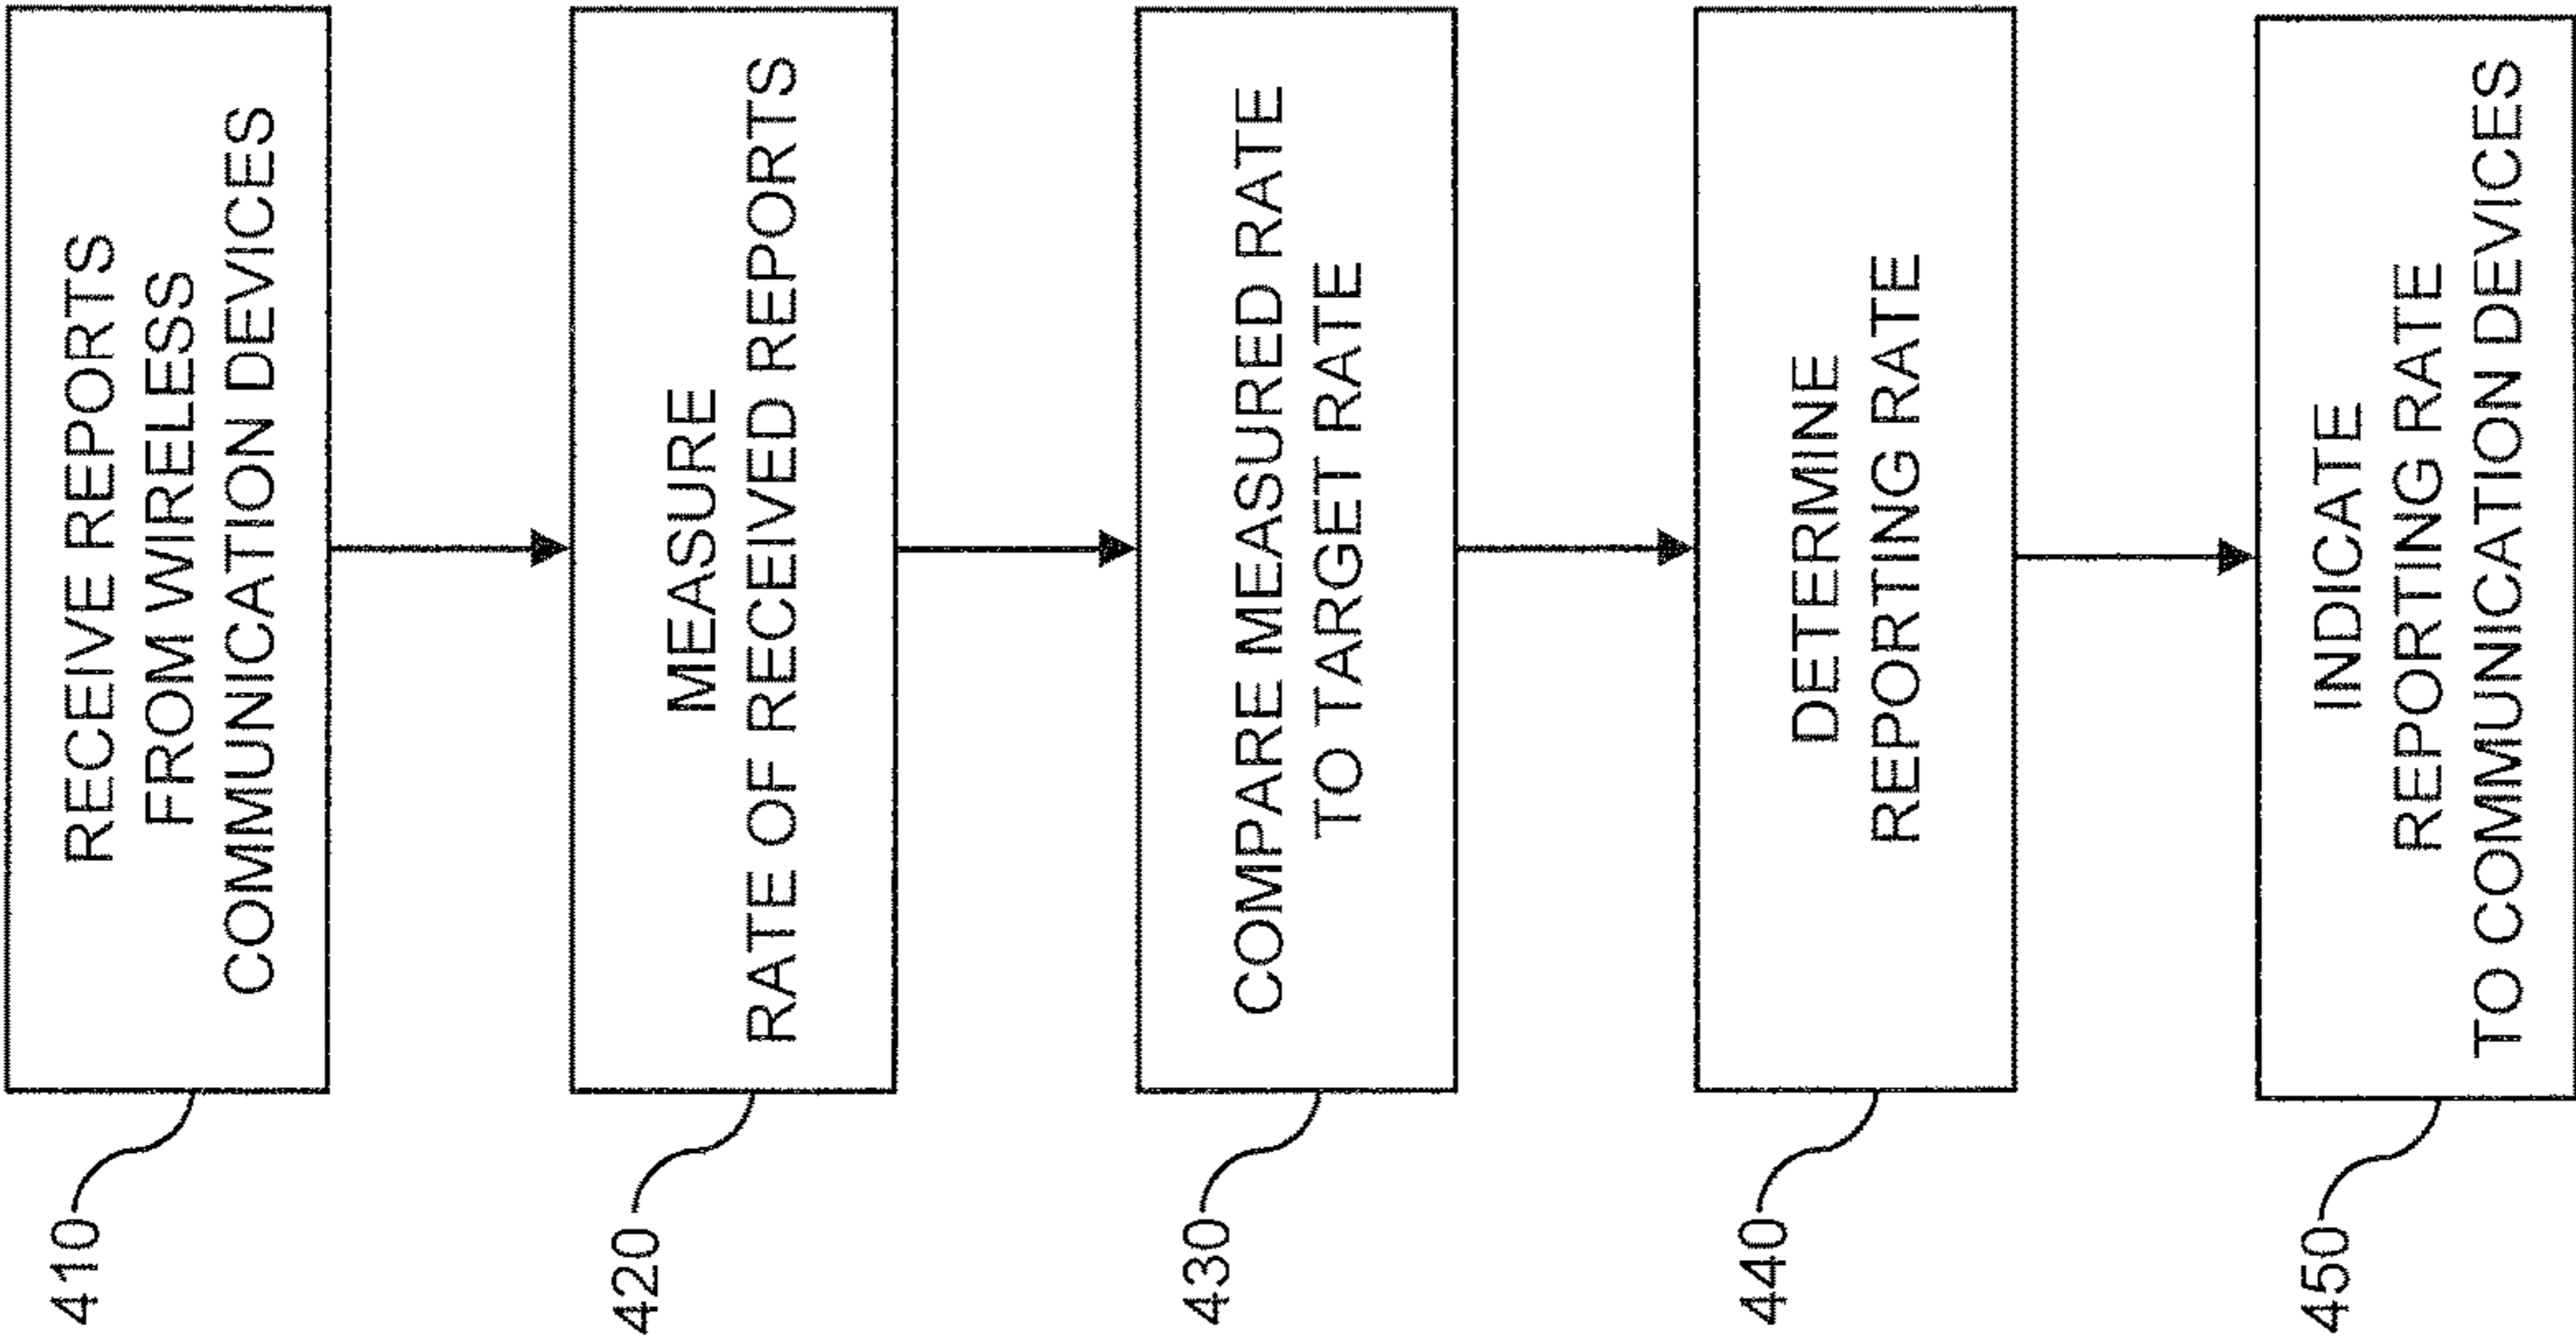 410
RECEIVE REPORTS
FROM WIRELESS
COMMUNICATION DEVICES
420
MEASURE
RATE OF RECEIVED REPORTS
430
COMPARE MEASURED RATE
TO TARGET RATE
440
DETERMINE
REPORTING RATE
450
INDICATE
REPORTING RATE
TO COMMUNICATION DEVICES